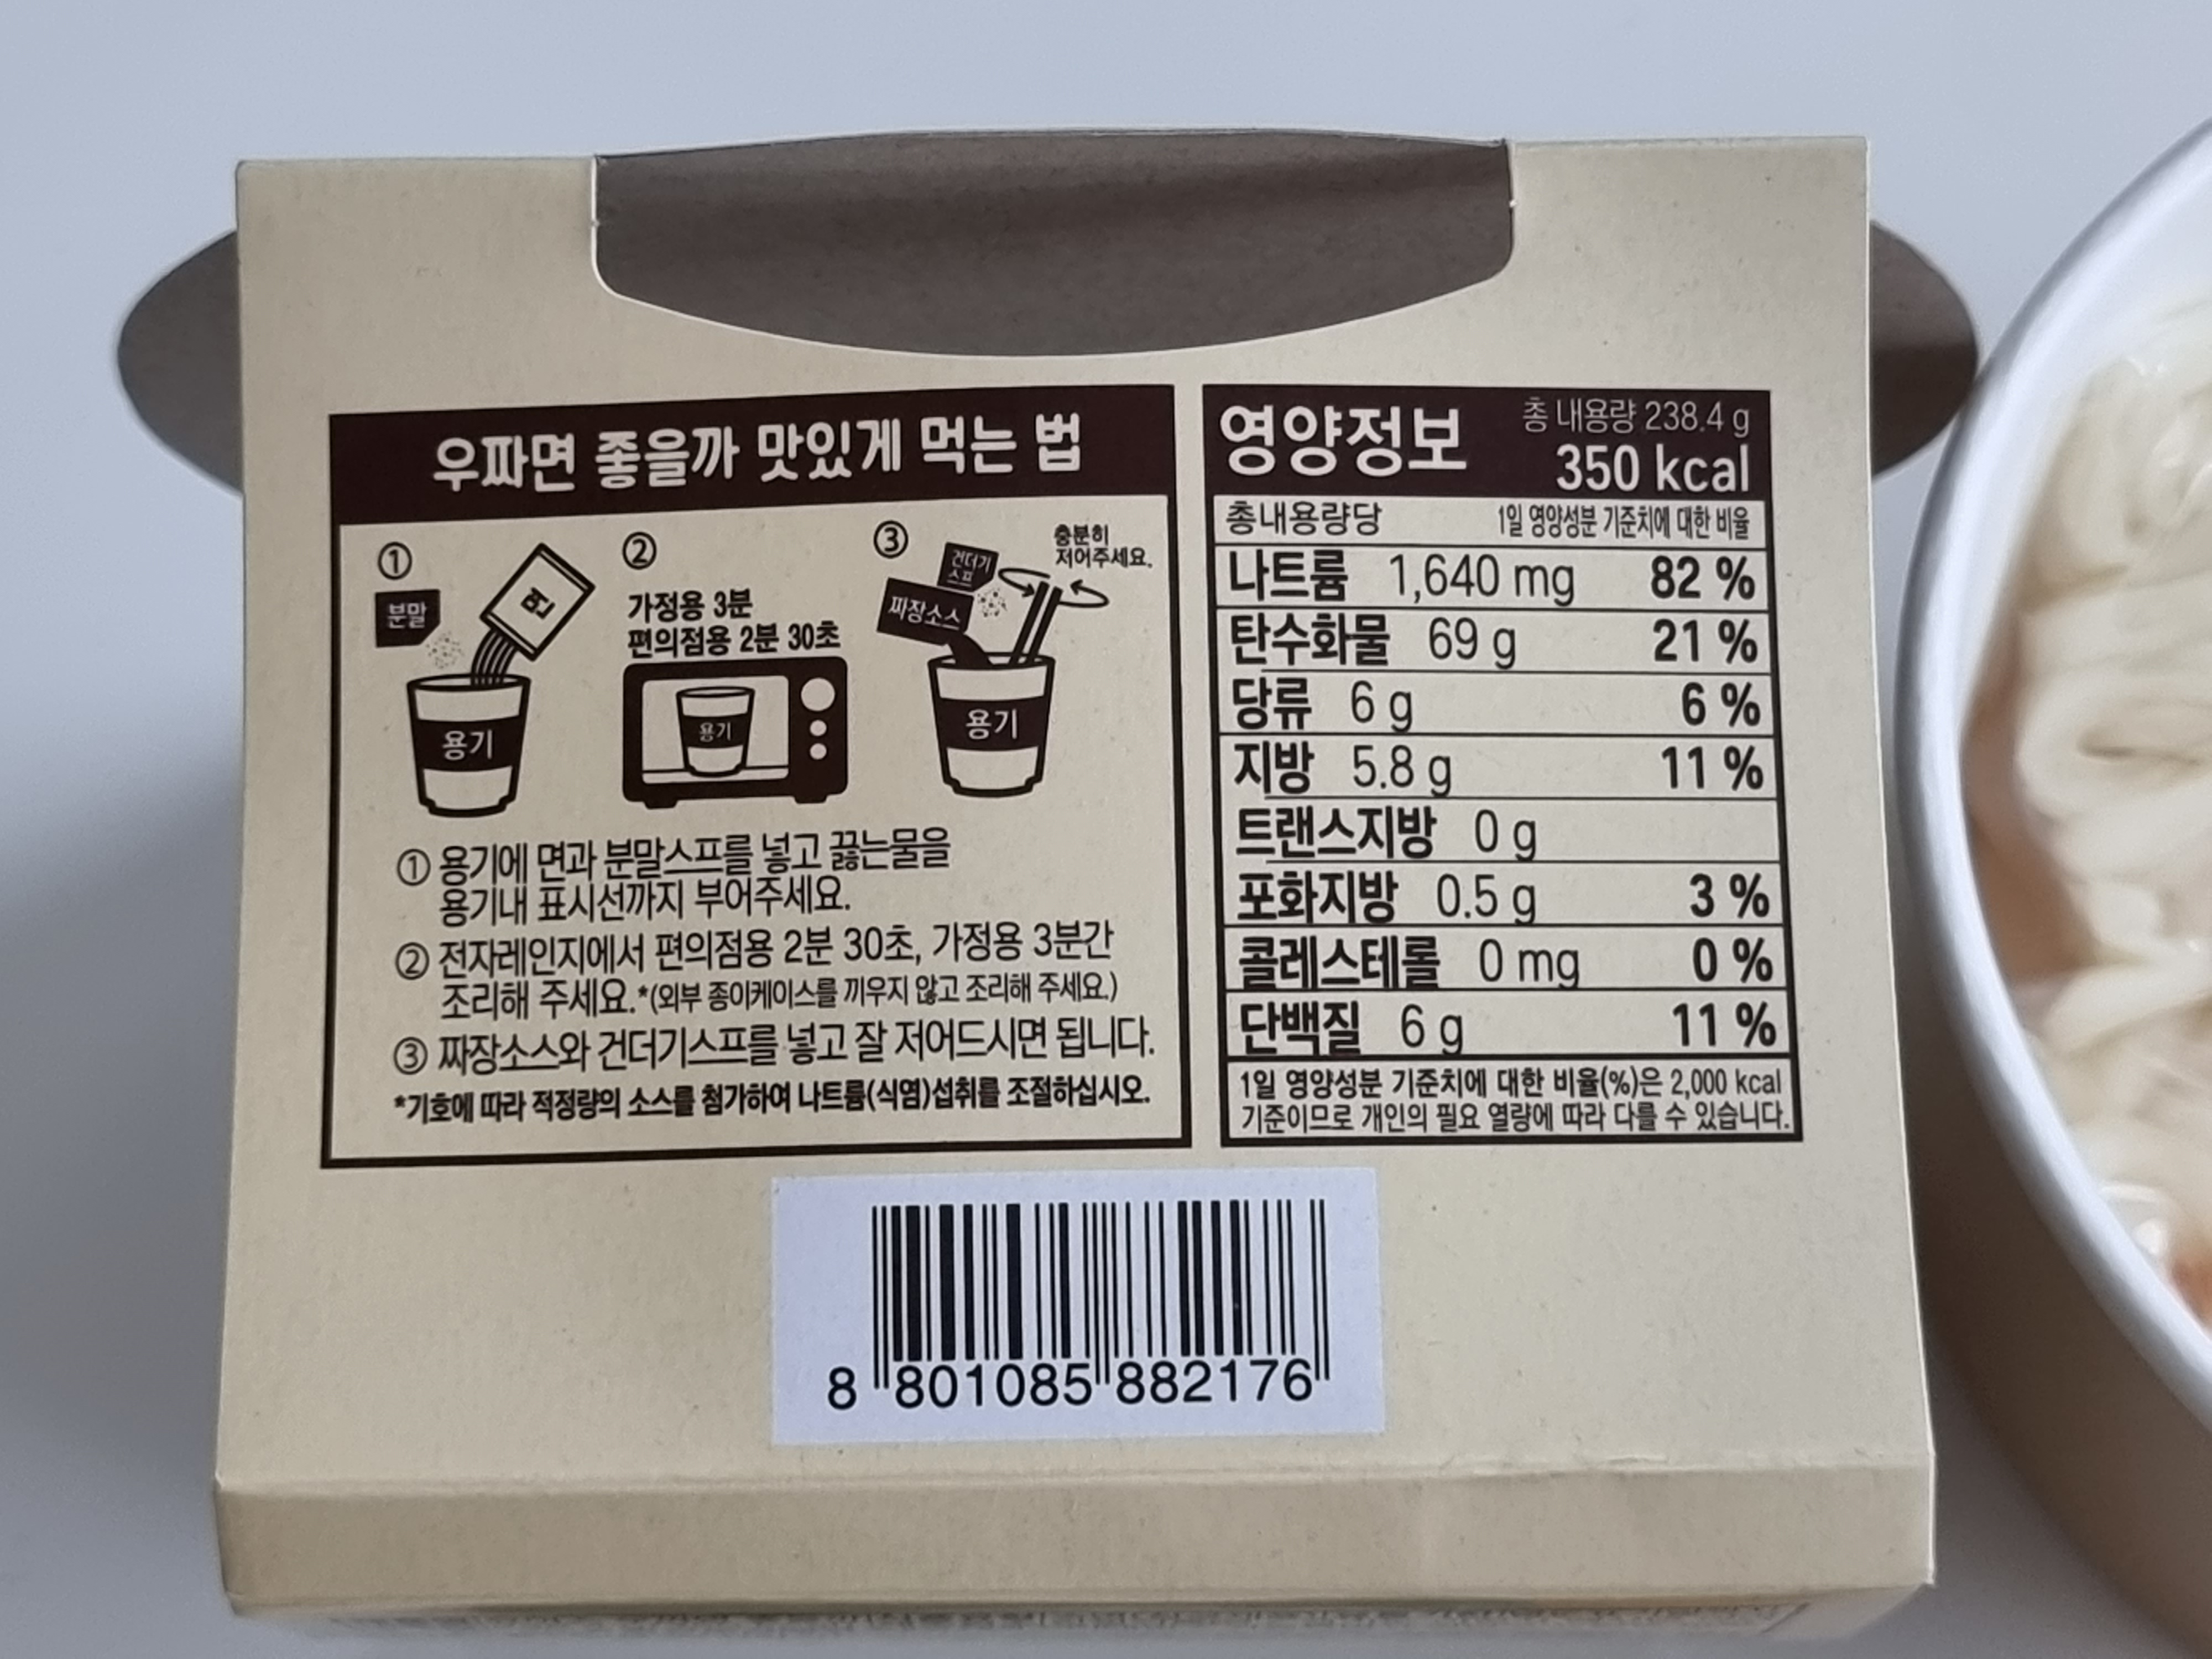 우짜면 좋을까 맛있게 먹는 법
①
분말
면
용기
②
가정용 3분
편의점용 2분 30초
용기
③
건더기
스프
짜장소스
충분히
저어주세요.
용기
① 용기에 면과 분말스프를 넣고 끓는물을
용기내 표시선까지 부어주세요.
② 전자레인지에서 편의점용 2분 30초, 가정용 3분간
조리해 주세요.*(외부 종이케이스를 끼우지 않고 조리해 주세요.)
③ 짜장소스와 건더기스프를 넣고 잘 저어드시면 됩니다.
*기호에 따라 적정량의 소스를 첨가하여 나트륨(식염)섭취를 조절하십시오.
영양정보
총 내용량 238.4 g
350 kcal
총내용량당 1일 영양성분 기준치에 대한 비율
나트륨 1,640 mg 82 %
탄수화물 69 g 21 %
당류 6 g 6 %
지방 5.8 g 11 %
트랜스지방 0 g
포화지방 0.5 g 3 %
콜레스테롤 0 mg 0 %
단백질 6 g 11 %
1일 영양성분 기준치에 대한 비율(%)은 2,000 kcal
기준이므로 개인의 필요 열량에 따라 다를 수 있습니다.
8 801085 882176